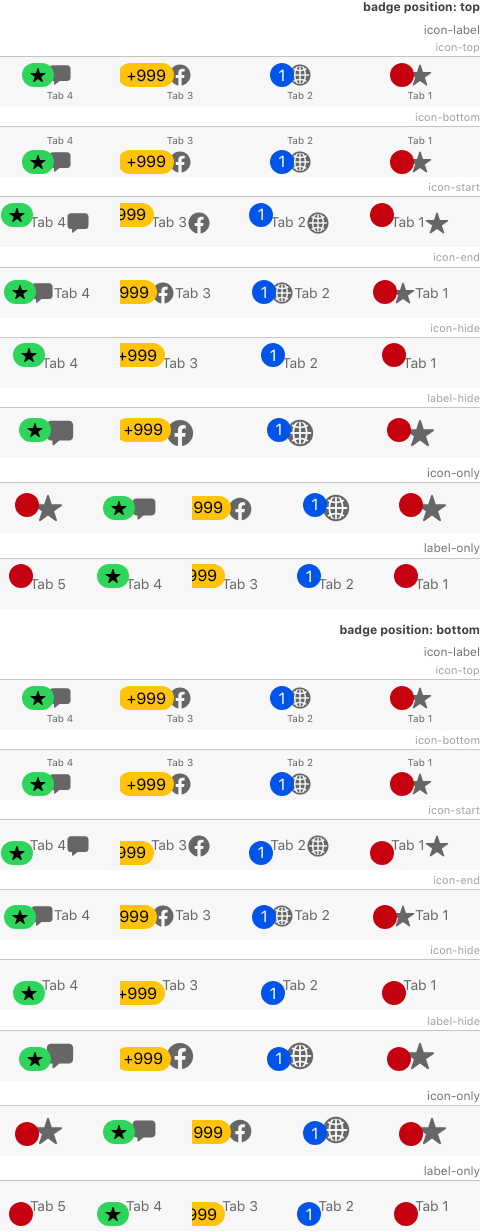 badge position: top
icon-label
icon-top
+999 1
Tab 4 Tab 3 Tab 2 Tab 1
icon-bottom
Tab 4 Tab 3 Tab 2 Tab 1
+999 1
icon-start
Tab 4 999 Tab 3 1 Tab 2 Tab 1
icon-end
Tab 4 999 Tab 3 1 Tab 2 Tab 1
icon-hide
Tab 4 +999 Tab 3 1 Tab 2 Tab 1
label-hide
+999 1
icon-only
999 1
label-only
Tab 5 Tab 4 999 Tab 3 1 Tab 2 Tab 1
badge position: bottom
icon-label
icon-top
+999 1
Tab 4 Tab 3 Tab 2 Tab 1
icon-bottom
Tab 4 Tab 3 Tab 2 Tab 1
+999 1
icon-start
Tab 4 999 Tab 3 1 Tab 2 Tab 1
icon-end
Tab 4 999 Tab 3 1 Tab 2 Tab 1
icon-hide
Tab 4 +999 Tab 3 1 Tab 2 Tab 1
label-hide
+999 1
icon-only
999 1
label-only
Tab 5 Tab 4 999 Tab 3 1 Tab 2 Tab 1